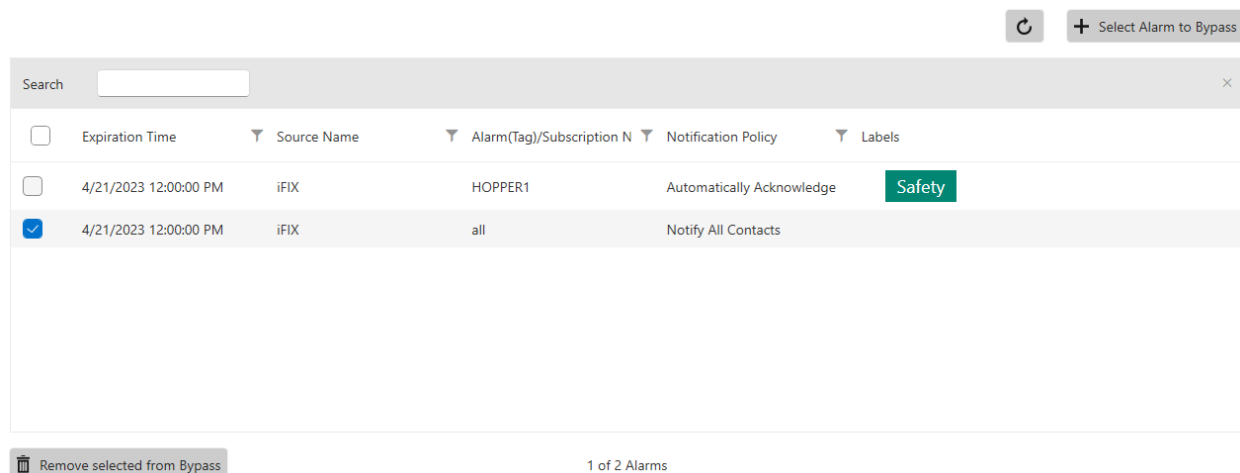 Select Alarm to Bypass
Search
Expiration Time Source Name Alarm(Tag)/Subscription N Notification Policy Labels
4/21/2023 12:00:00 PM iFIX HOPPER1 Automatically Acknowledge Safety
4/21/2023 12:00:00 PM iFIX all Notify All Contacts
Remove selected from Bypass 1 of 2 Alarms